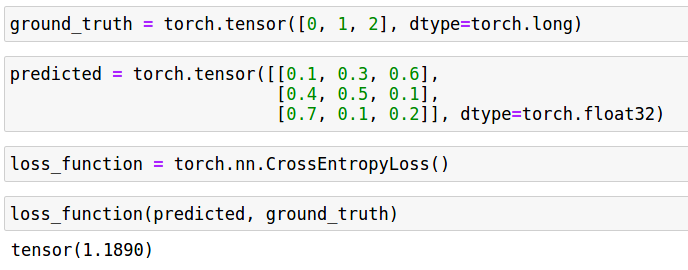 ground_truth = torch.tensor([0, 1, 2], dtype=torch.long)
predicted = torch.tensor([[0.1, 0.3, 0.6],
[0.4, 0.5, 0.1],
[0.7, 0.1, 0.2]], dtype=torch.float32)
loss_function = torch.nn.CrossEntropyLoss()
loss_function(predicted, ground_truth)
tensor(1.1890)